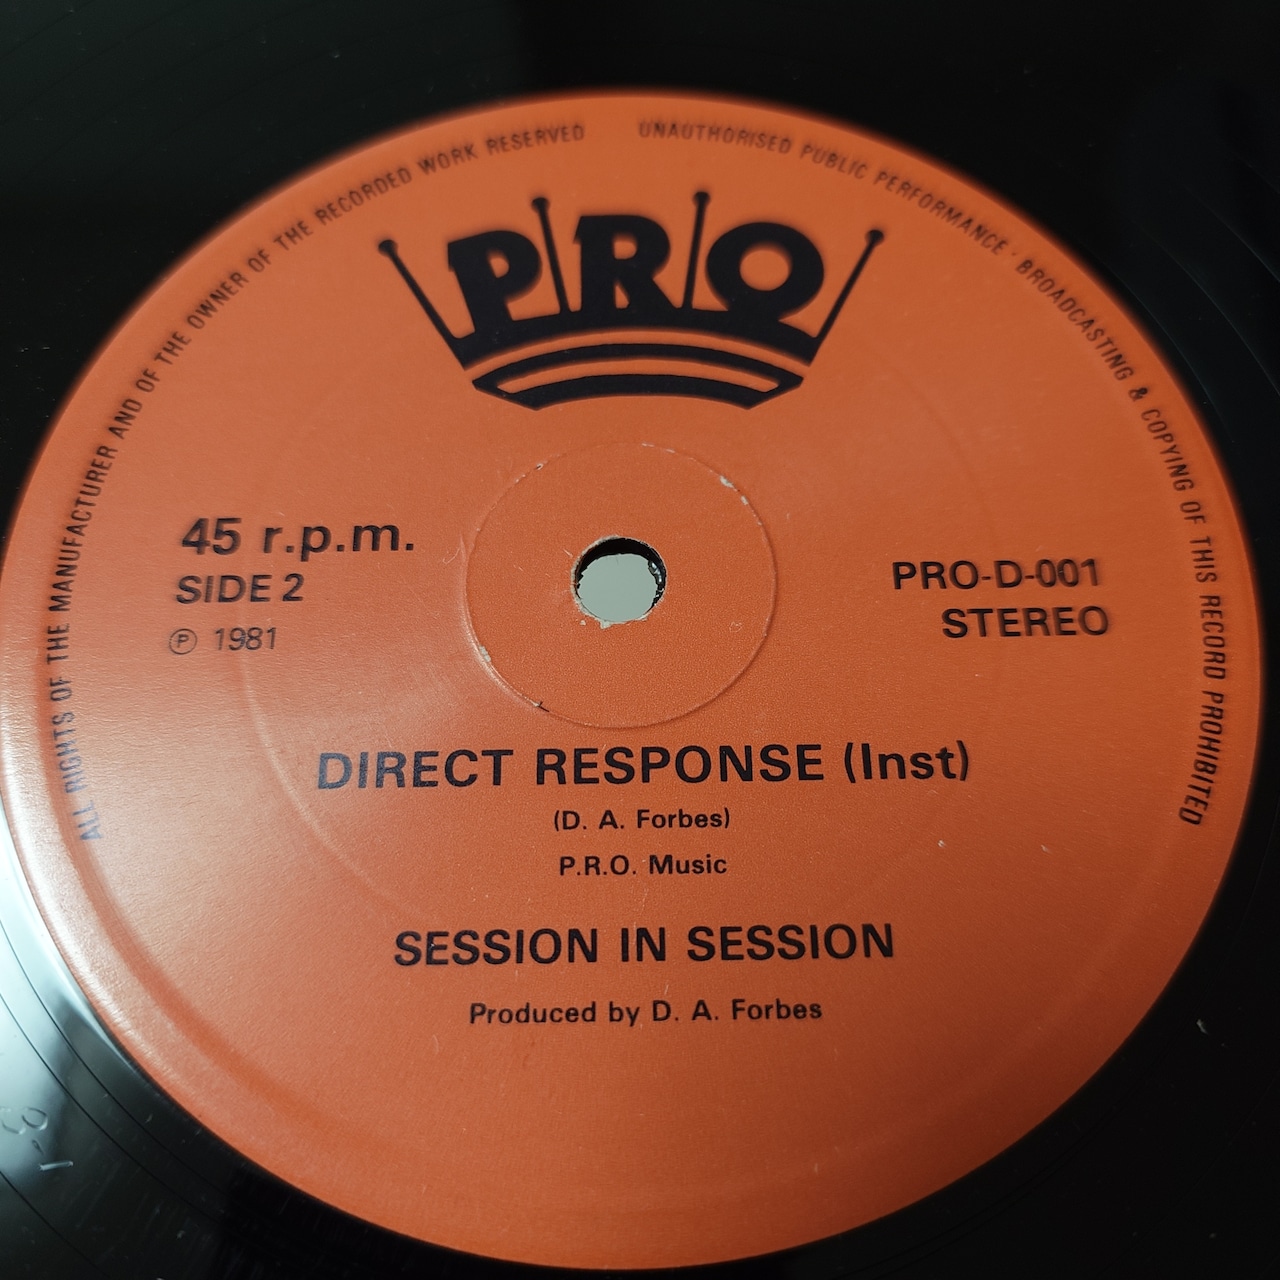 ALL RIGHTS OF THE MANUFACTURER AND OF THE OWNER OF THE RECORDED WORK RESERVED
UNAUTHORISED PUBLIC PERFORMANCE · BROADCASTING & COPYING OF THIS RECORD PROHIBITED
PRO
45 r.p.m.
SIDE 2
℗ 1981
PRO-D-001
STEREO
DIRECT RESPONSE (Inst)
(D. A. Forbes)
P.R.O. Music
SESSION IN SESSION
Produced by D. A. Forbes